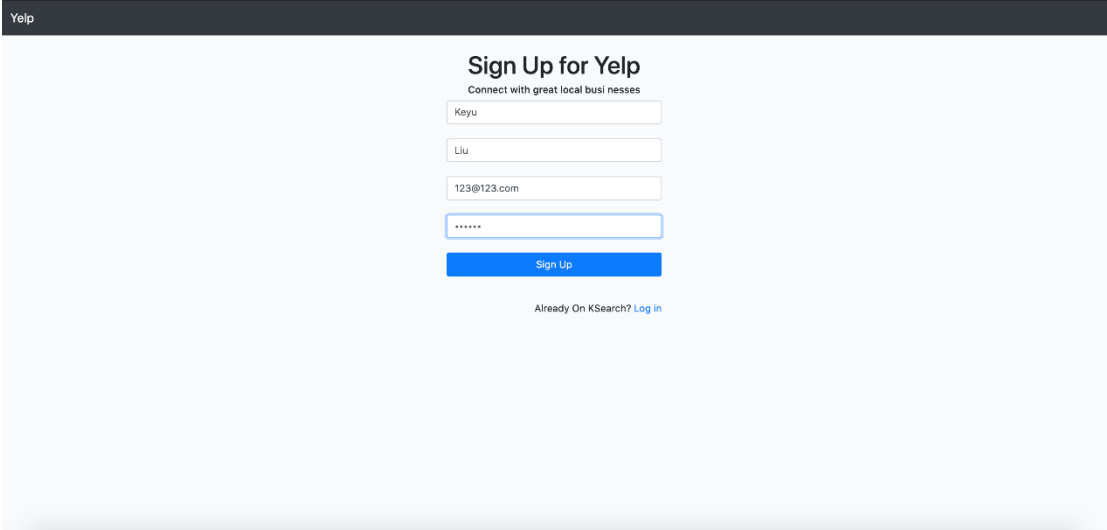 Yelp
Sign Up for Yelp
Connect with great local busi nesses
Keyu
Liu
123@123.com
••••••
Sign Up
Already On KSearch? Log in